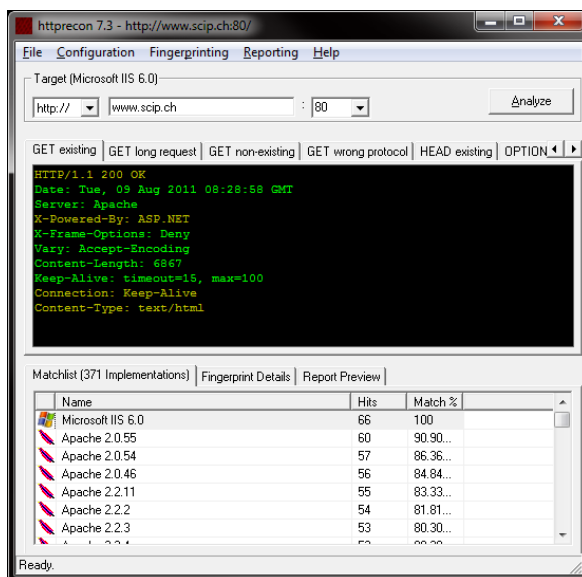 httprecon 7.3 - http://www.scip.ch:80/
File Configuration Fingerprinting Reporting Help
Target (Microsoft IIS 6.0)
http:// www.scip.ch : 80 Analyze
GET existing GET long request GET non-existing GET wrong protocol HEAD existing OPTION
HTTP/1.1 200 OK
Date: Tue, 09 Aug 2011 08:28:58 GMT
Server: Apache
X-Powered-By: ASP.NET
X-Frame-Options: Deny
Vary: Accept-Encoding
Content-Length: 6867
Keep-Alive: timeout=15, max=100
Connection: Keep-Alive
Content-Type: text/html
Matchlist (371 Implementations) Fingerprint Details Report Preview
Name Hits Match %
Microsoft IIS 6.0 66 100
Apache 2.0.55 60 90.90...
Apache 2.0.54 57 86.36...
Apache 2.0.46 56 84.84...
Apache 2.2.11 55 83.33...
Apache 2.2.2 54 81.81...
Apache 2.2.3 53 80.30...
Ready.